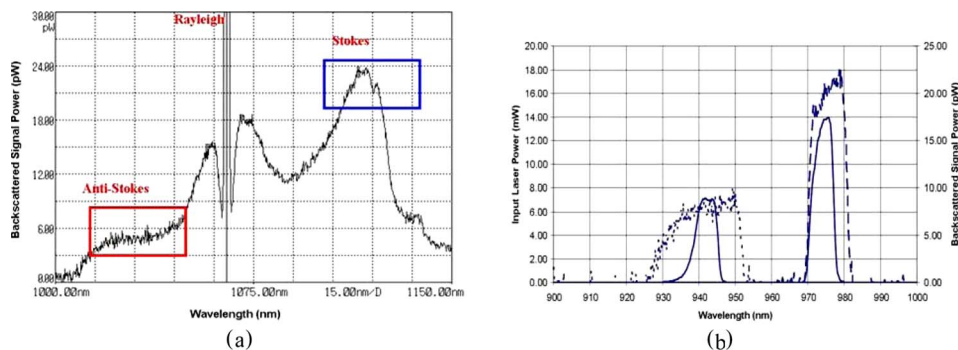 (a)
Backscattered Signal Power (pW)
30.00
pW
24.00
18.00
12.00
6.00
0.00
Rayleigh
Stokes
Anti-Stokes
1000.00nm
1075.00nm
15.00nm/D
1150.00nm
Wavelength (nm)
(a)
Input Laser Power (mW)
20.00
18.00
16.00
14.00
12.00
10.00
8.00
6.00
4.00
2.00
0.00
25.00
20.00
15.00
10.00
5.00
0.00
Backscattered Signal Power (pW)
900 910 920 930 940 950 960 970 980 990 1000
Wavelength (nm)
(b)